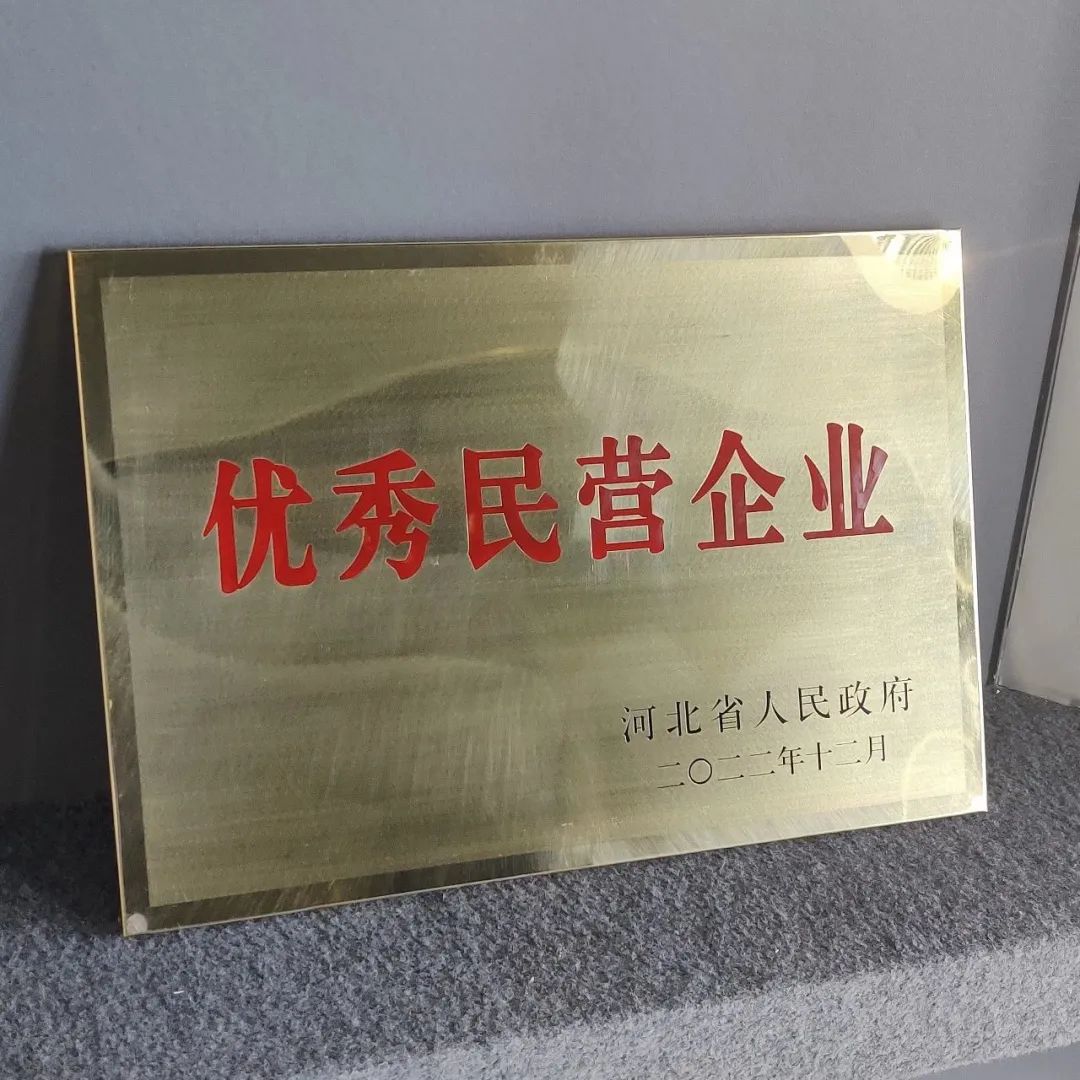 优秀民营企业
河北省人民政府
二〇二二年十二月